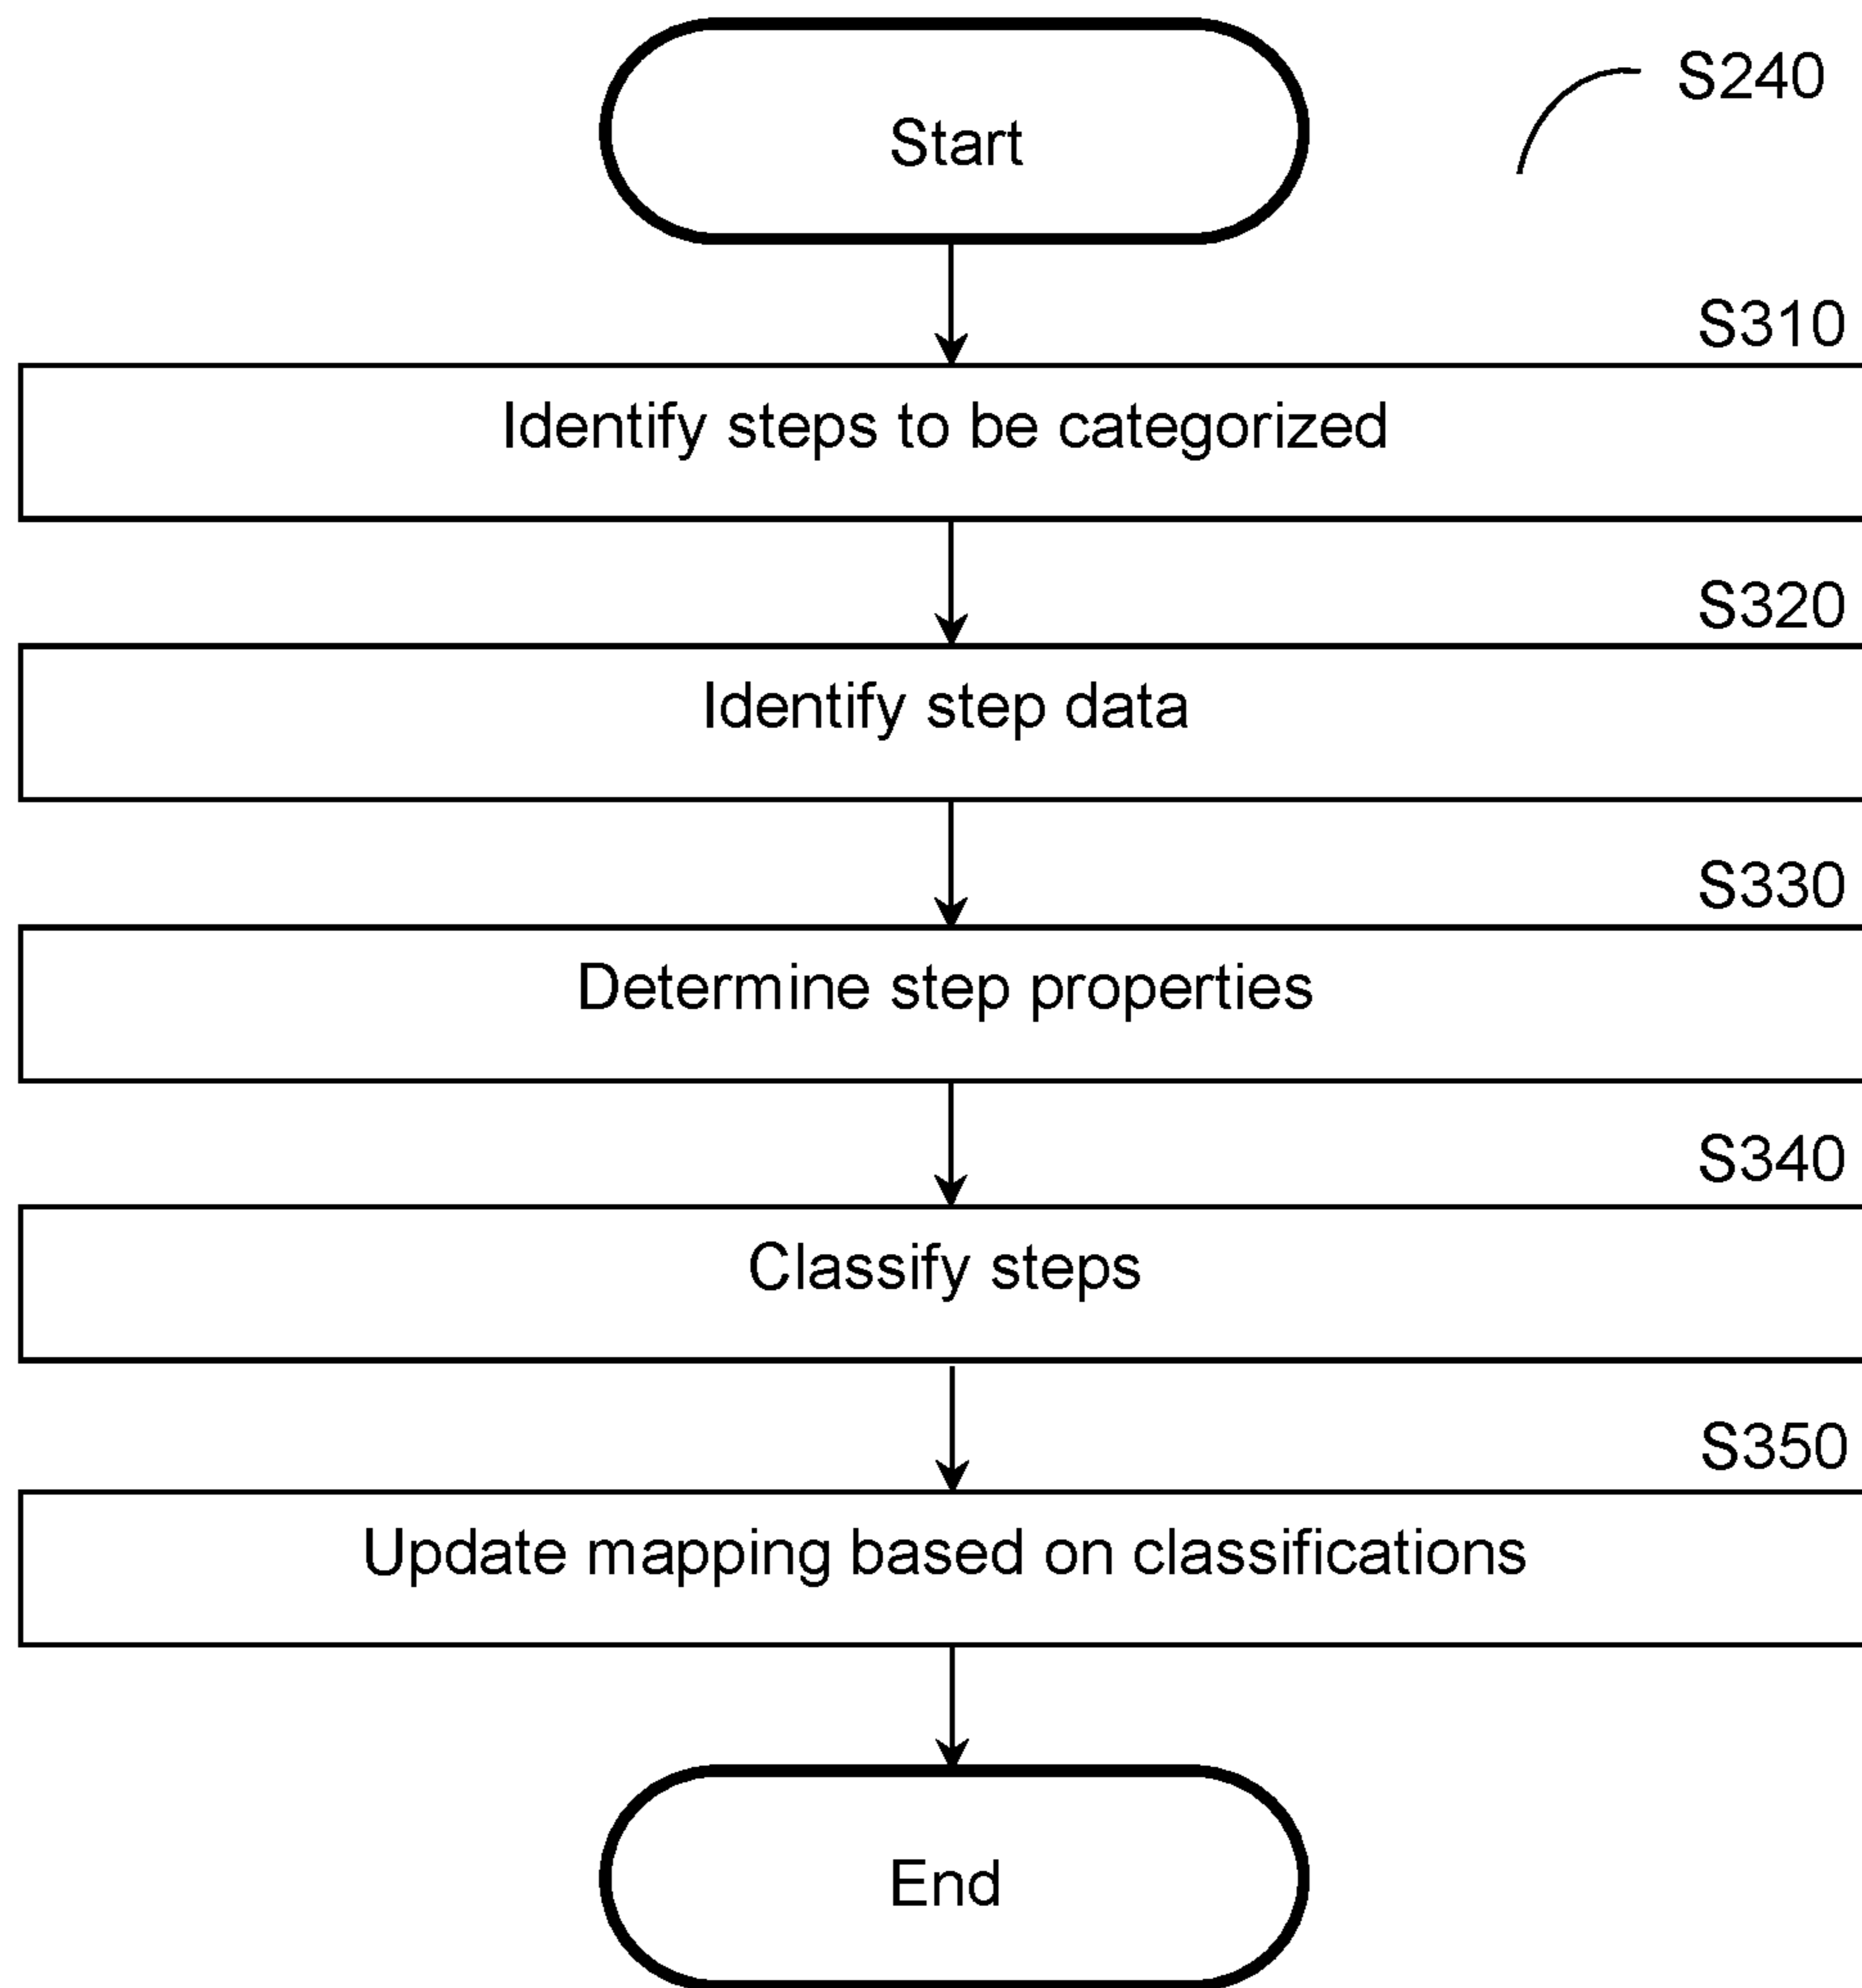 Start
S240
S310
Identify steps to be categorized
S320
Identify step data
S330
Determine step properties
S340
Classify steps
S350
Update mapping based on classifications
End